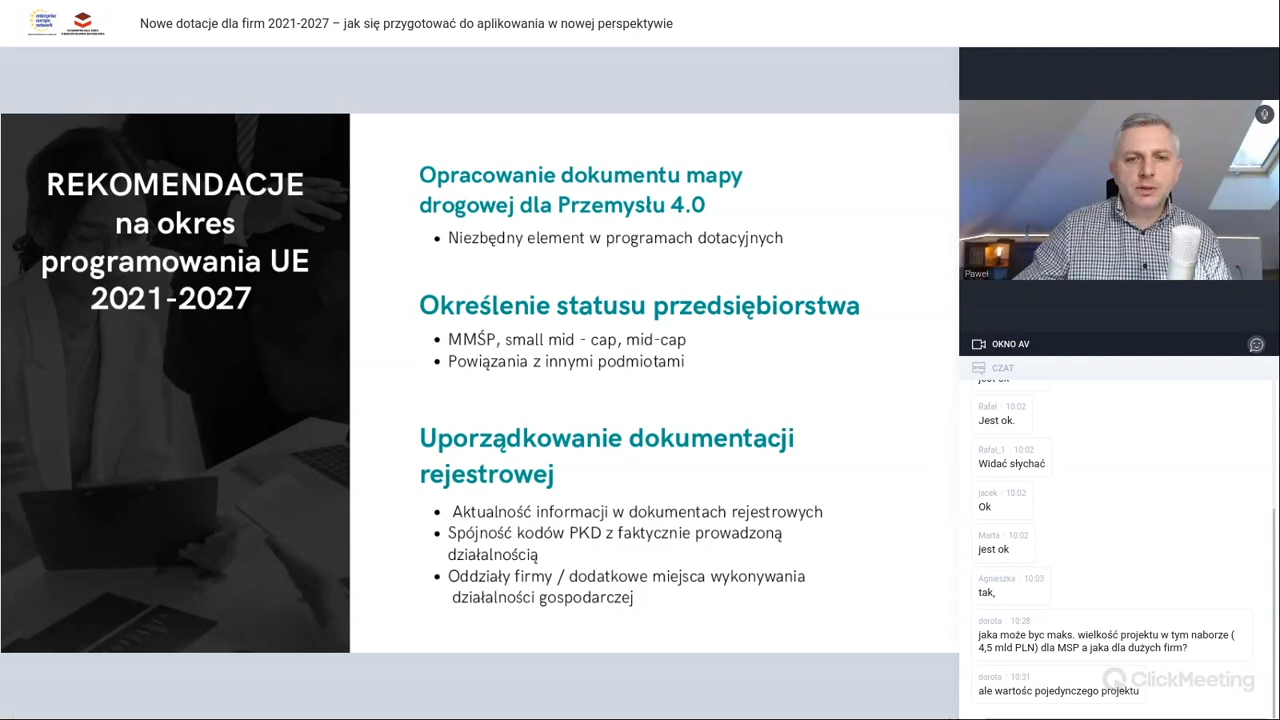 enterprise
europe
network
Nowe dotacje dla firm 2021-2027 – jak się przygotować do aplikowania w nowej perspektywie
REKOMENDACJE
na okres
programowania UE
2021-2027
Opracowanie dokumentu mapy
drogowej dla Przemysłu 4.0
• Niezbędny element w programach dotacyjnych
Określenie statusu przedsiębiorstwa
• MMŚP, small mid - cap, mid-cap
• Powiązania z innymi podmiotami
Uporządkowanie dokumentacji
rejestrowej
• Aktualność informacji w dokumentach rejestrowych
• Spójność kodów PKD z faktycznie prowadzoną
działalnością
• Oddziały firmy / dodatkowe miejsca wykonywania
działalności gospodarczej
Paweł
OKNO AV
CZAT
jest ok
Rafał 10:02
Jest ok.
Rafał_1 10:02
Widać słychać
jacek 10:02
Ok
Marta 10:02
jest ok
Agnieszka 10:03
tak,
dorota 10:28
jaka może byc maks. wielkość projektu w tym naborze (
4,5 mld PLN) dla MSP a jaka dla dużych firm?
dorota 10:31
ale wartośc pojedynczego projektu
ClickMeeting